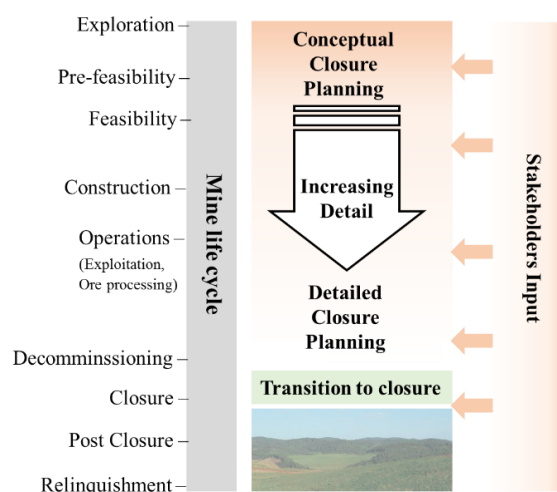 Exploration
Pre-feasibility
Feasibility
Construction
Operations
(Exploitation,
Ore processing)
Decomminssioning
Closure
Post Closure
Relinquishment
Mine life cycle
Conceptual
Closure
Planning
Increasing
Detail
Detailed
Closure
Planning
Transition to closure
Stakeholders Input